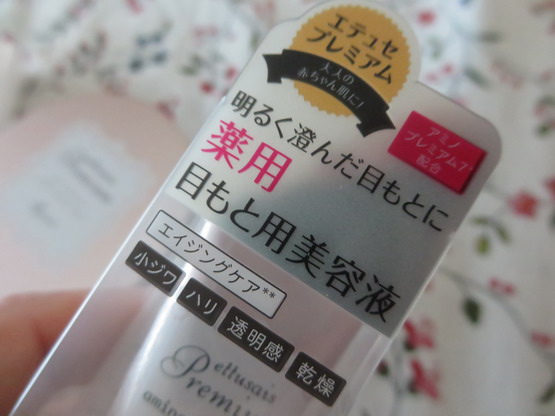 エテュセ
プレミアム
大人の
赤ちゃん肌に!
アミノ
プレミアム7*
配合
明るく澄んだ目もとに
薬用
目もと用美容液
エイジングケア**
小ジワ ハリ 透明感 乾燥
ettusais
Premiu
amino